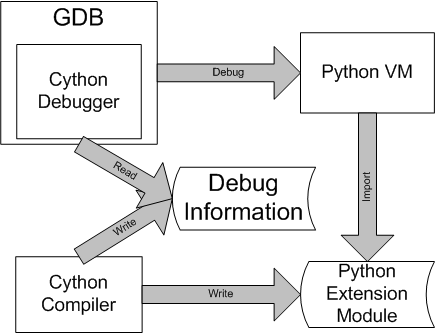 GDB
Cython
Debugger
Debug
Python VM
Read
Debug
Information
Import
Write
Cython
Compiler
Write
Python
Extension
Module